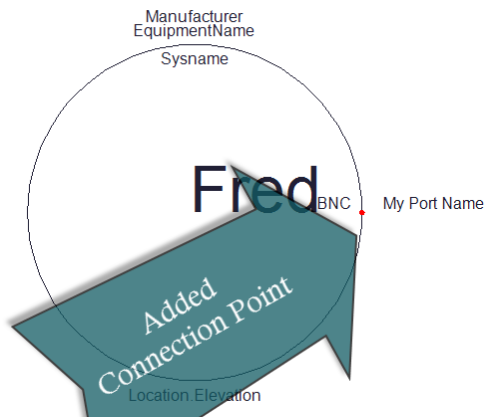 Manufacturer
EquipmentName
Sysname
Fred
BNC
My Port Name
Added
Connection Point
Location.Elevation